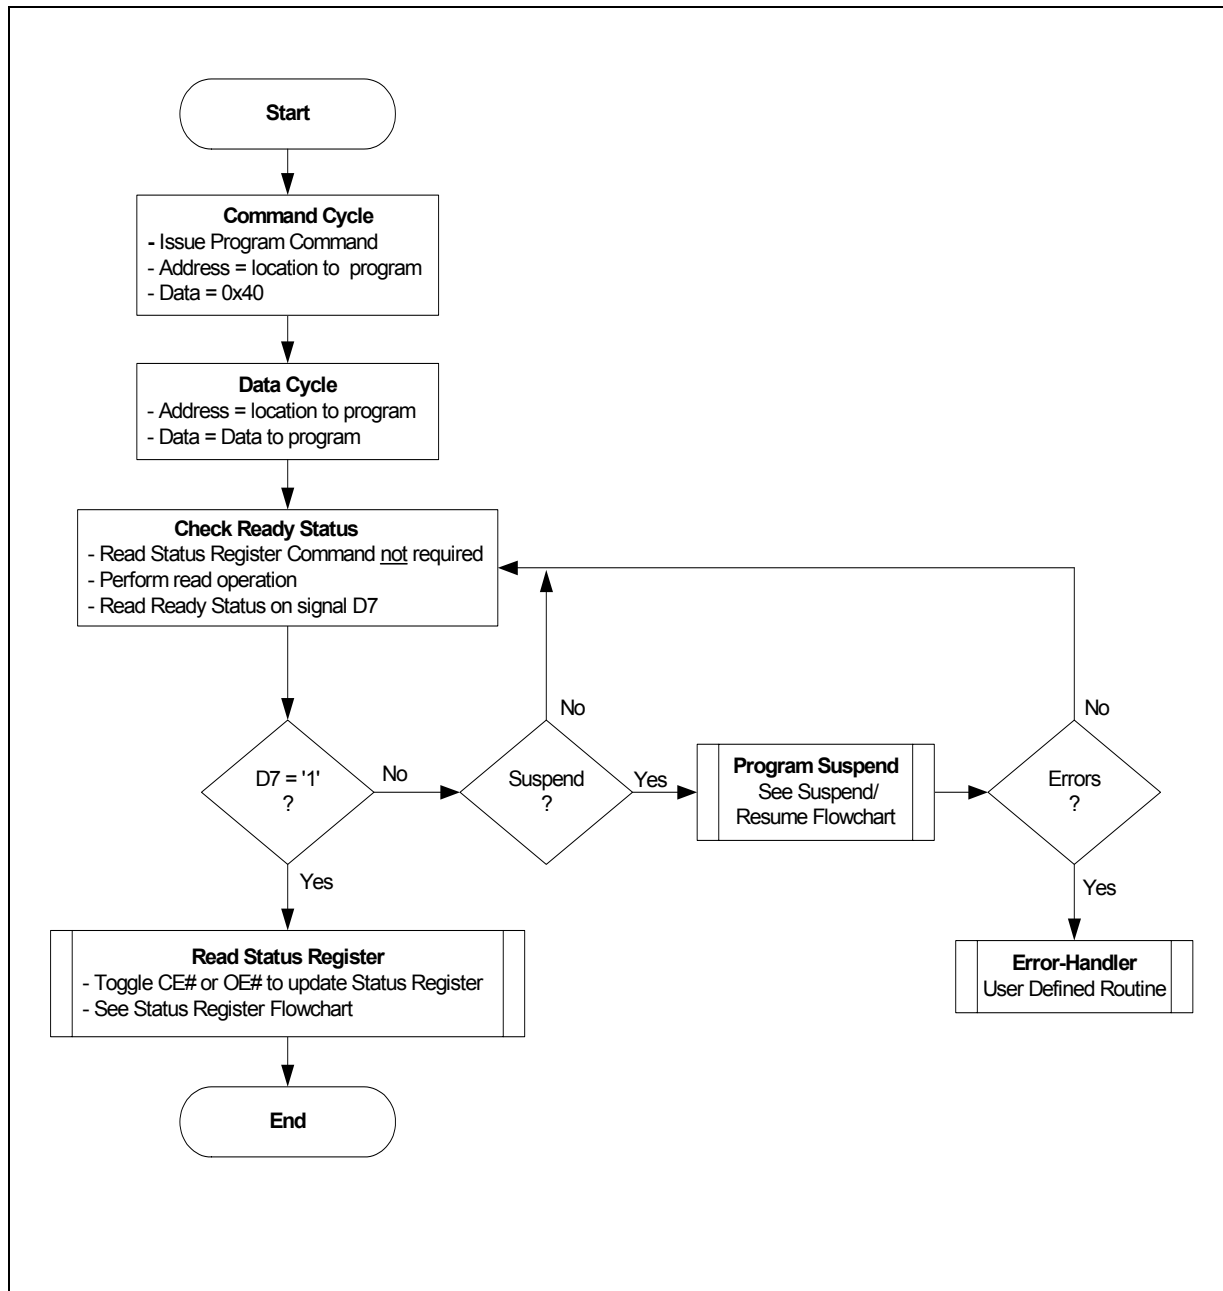 Start
Command Cycle
- Issue Program Command
- Address = location to program
- Data = 0x40
Data Cycle
- Address = location to program
- Data = Data to program
Check Ready Status
- Read Status Register Command not required
- Perform read operation
- Read Ready Status on signal D7
D7 = '1'
?
No
Suspend
?
No
Yes
Program Suspend
See Suspend/
Resume Flowchart
Errors
?
No
Yes
Error-Handler
User Defined Routine
Yes
Read Status Register
- Toggle CE# or OE# to update Status Register
- See Status Register Flowchart
End